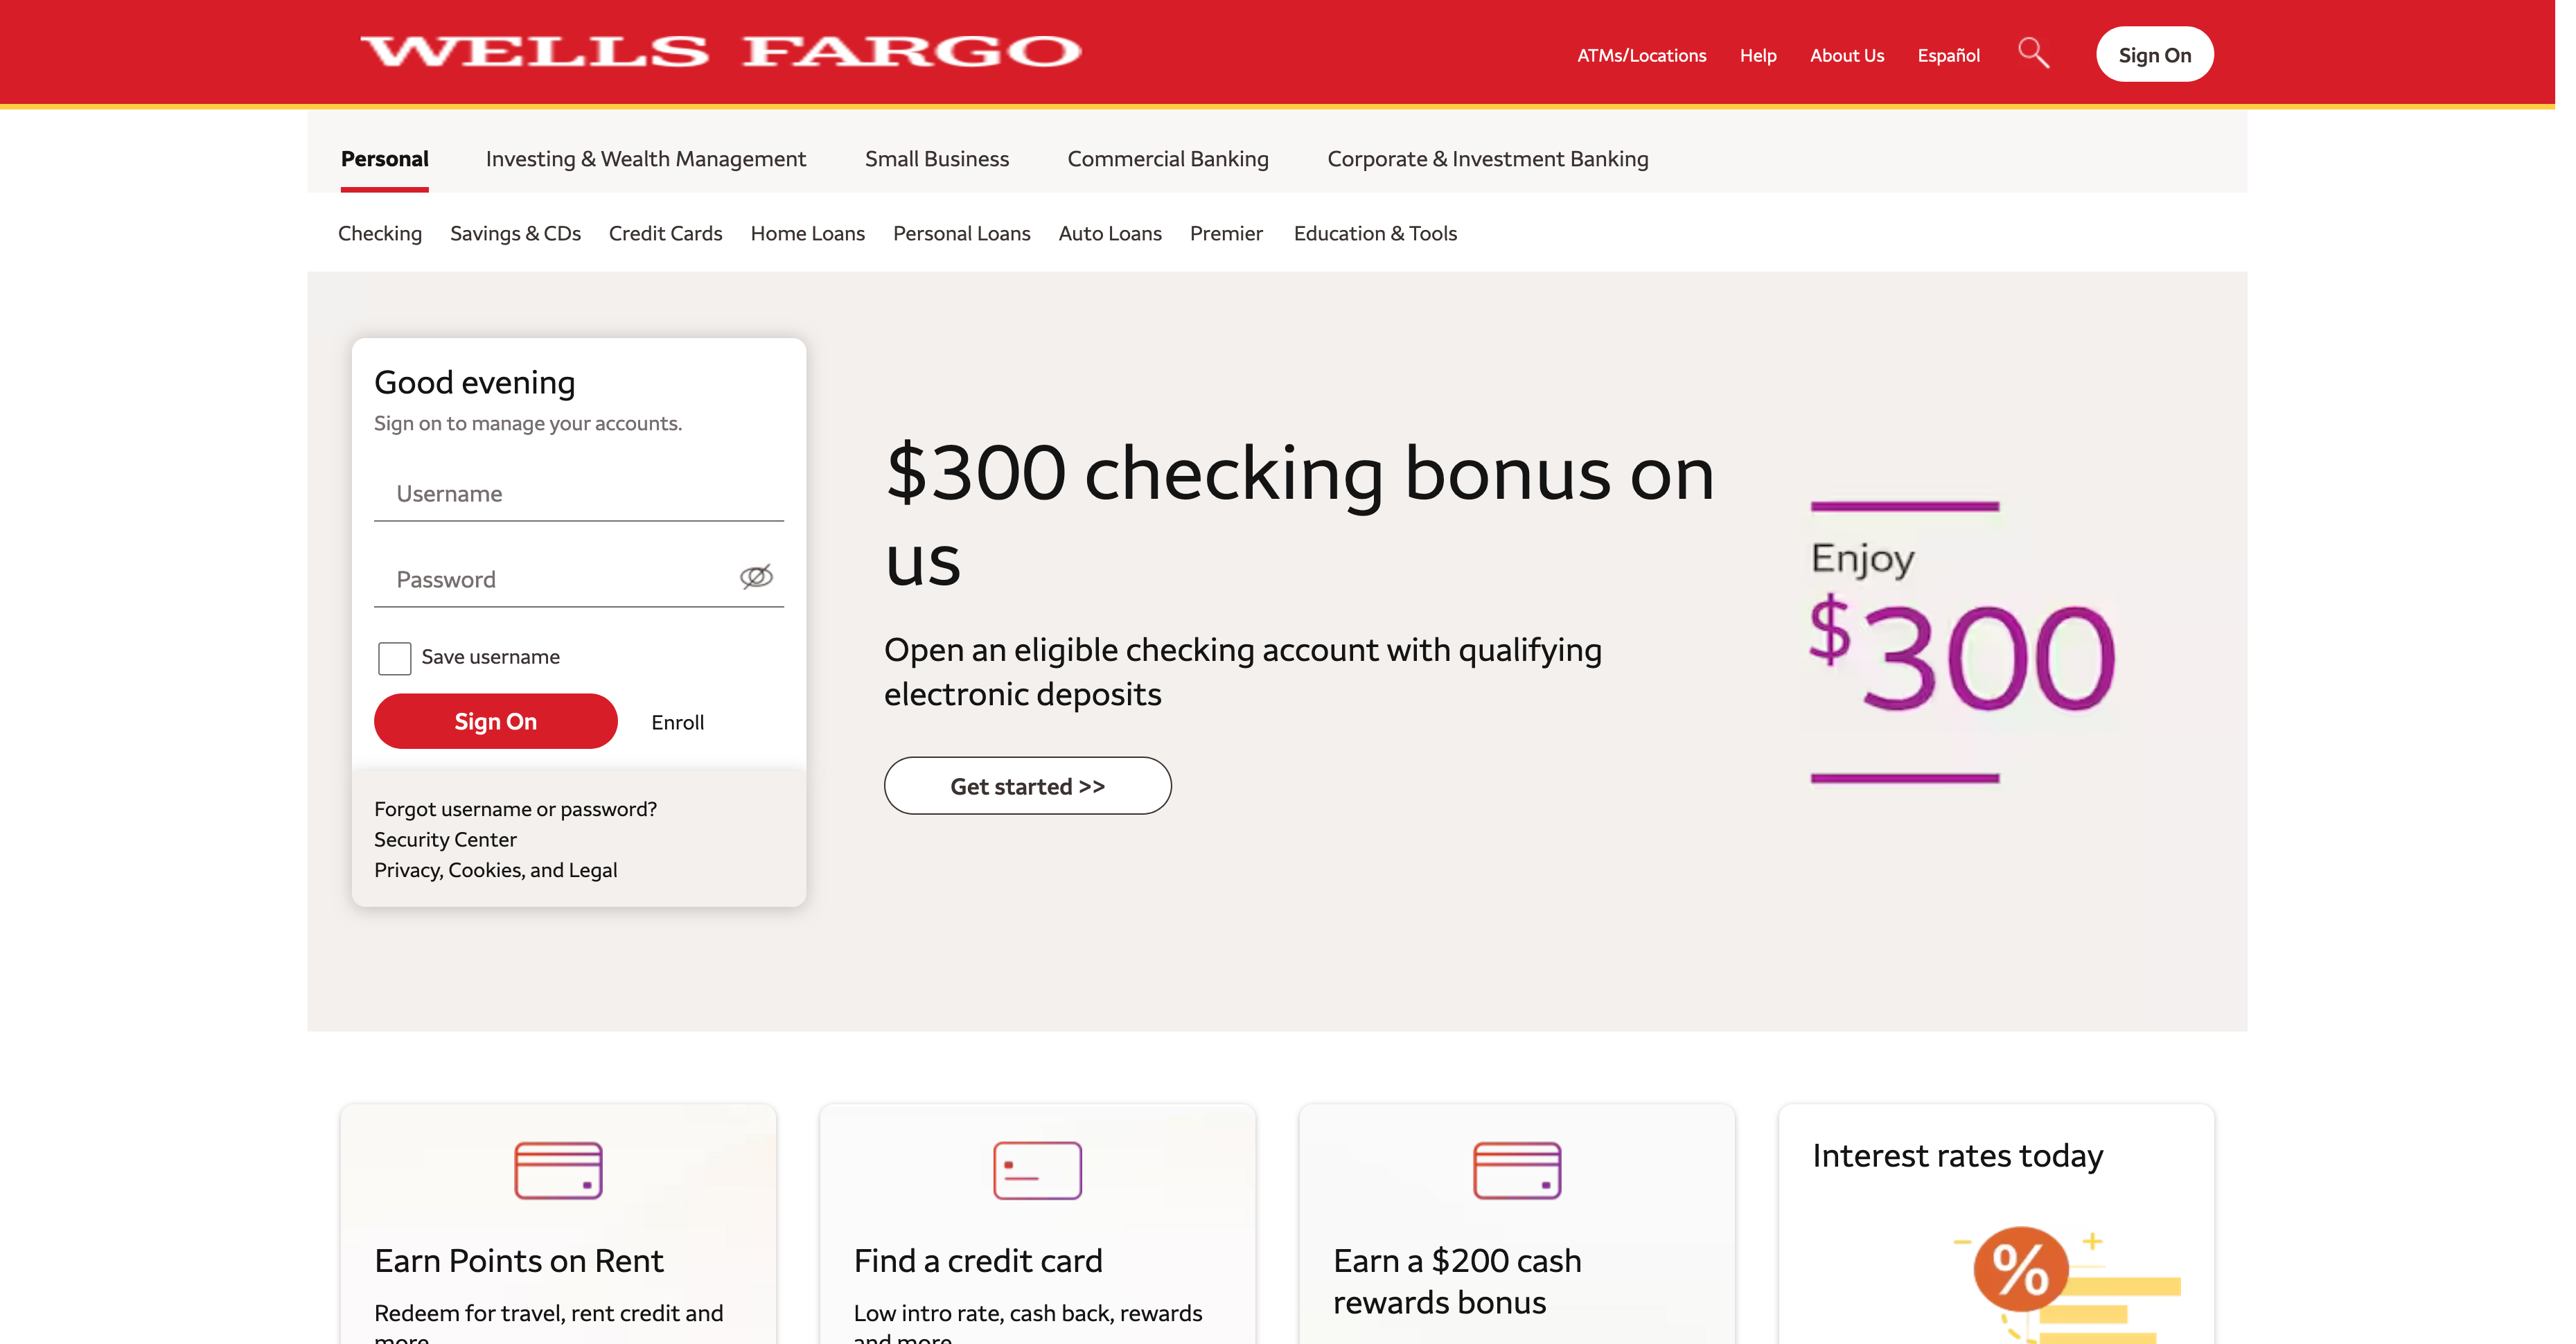 WELLS FARGO
ATMs/Locations
Help
About Us
Español
Sign On
Personal
Investing & Wealth Management
Small Business
Commercial Banking
Corporate & Investment Banking
Checking
Savings & CDs
Credit Cards
Home Loans
Personal Loans
Auto Loans
Premier
Education & Tools
Good evening
Sign on to manage your accounts.
Username
Password
Save username
Sign On
Enroll
Forgot username or password?
Security Center
Privacy, Cookies, and Legal
$300 checking bonus on
us
Open an eligible checking account with qualifying
electronic deposits
Get started >>
Enjoy
$300
Earn Points on Rent
Redeem for travel, rent credit and
more
Find a credit card
Low intro rate, cash back, rewards
and more
Earn a $200 cash
rewards bonus
Interest rates today
%